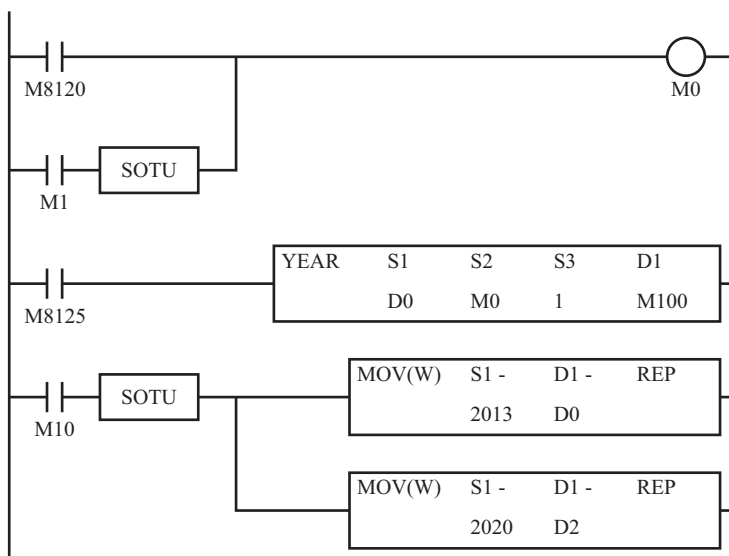 M8120
M0
SOTU
M1
YEAR S1 S2 S3 D1
D0 M0 1 M100
M8125
SOTU
M10
MOV(W) S1 - D1 - REP
2013 D0
MOV(W) S1 - D1 - REP
2020 D2